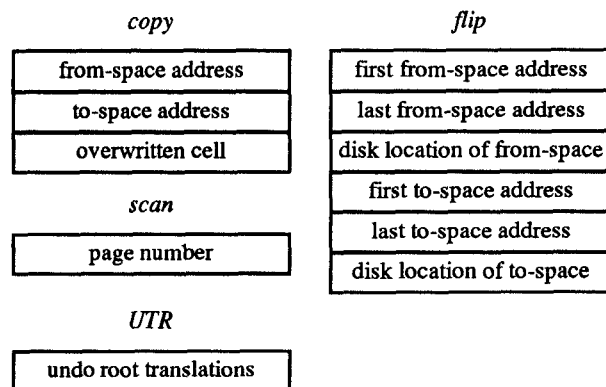 copy
from-space address
to-space address
overwritten cell
scan
page number
UTR
undo root translations
flip
first from-space address
last from-space address
disk location of from-space
first to-space address
last to-space address
disk location of to-space